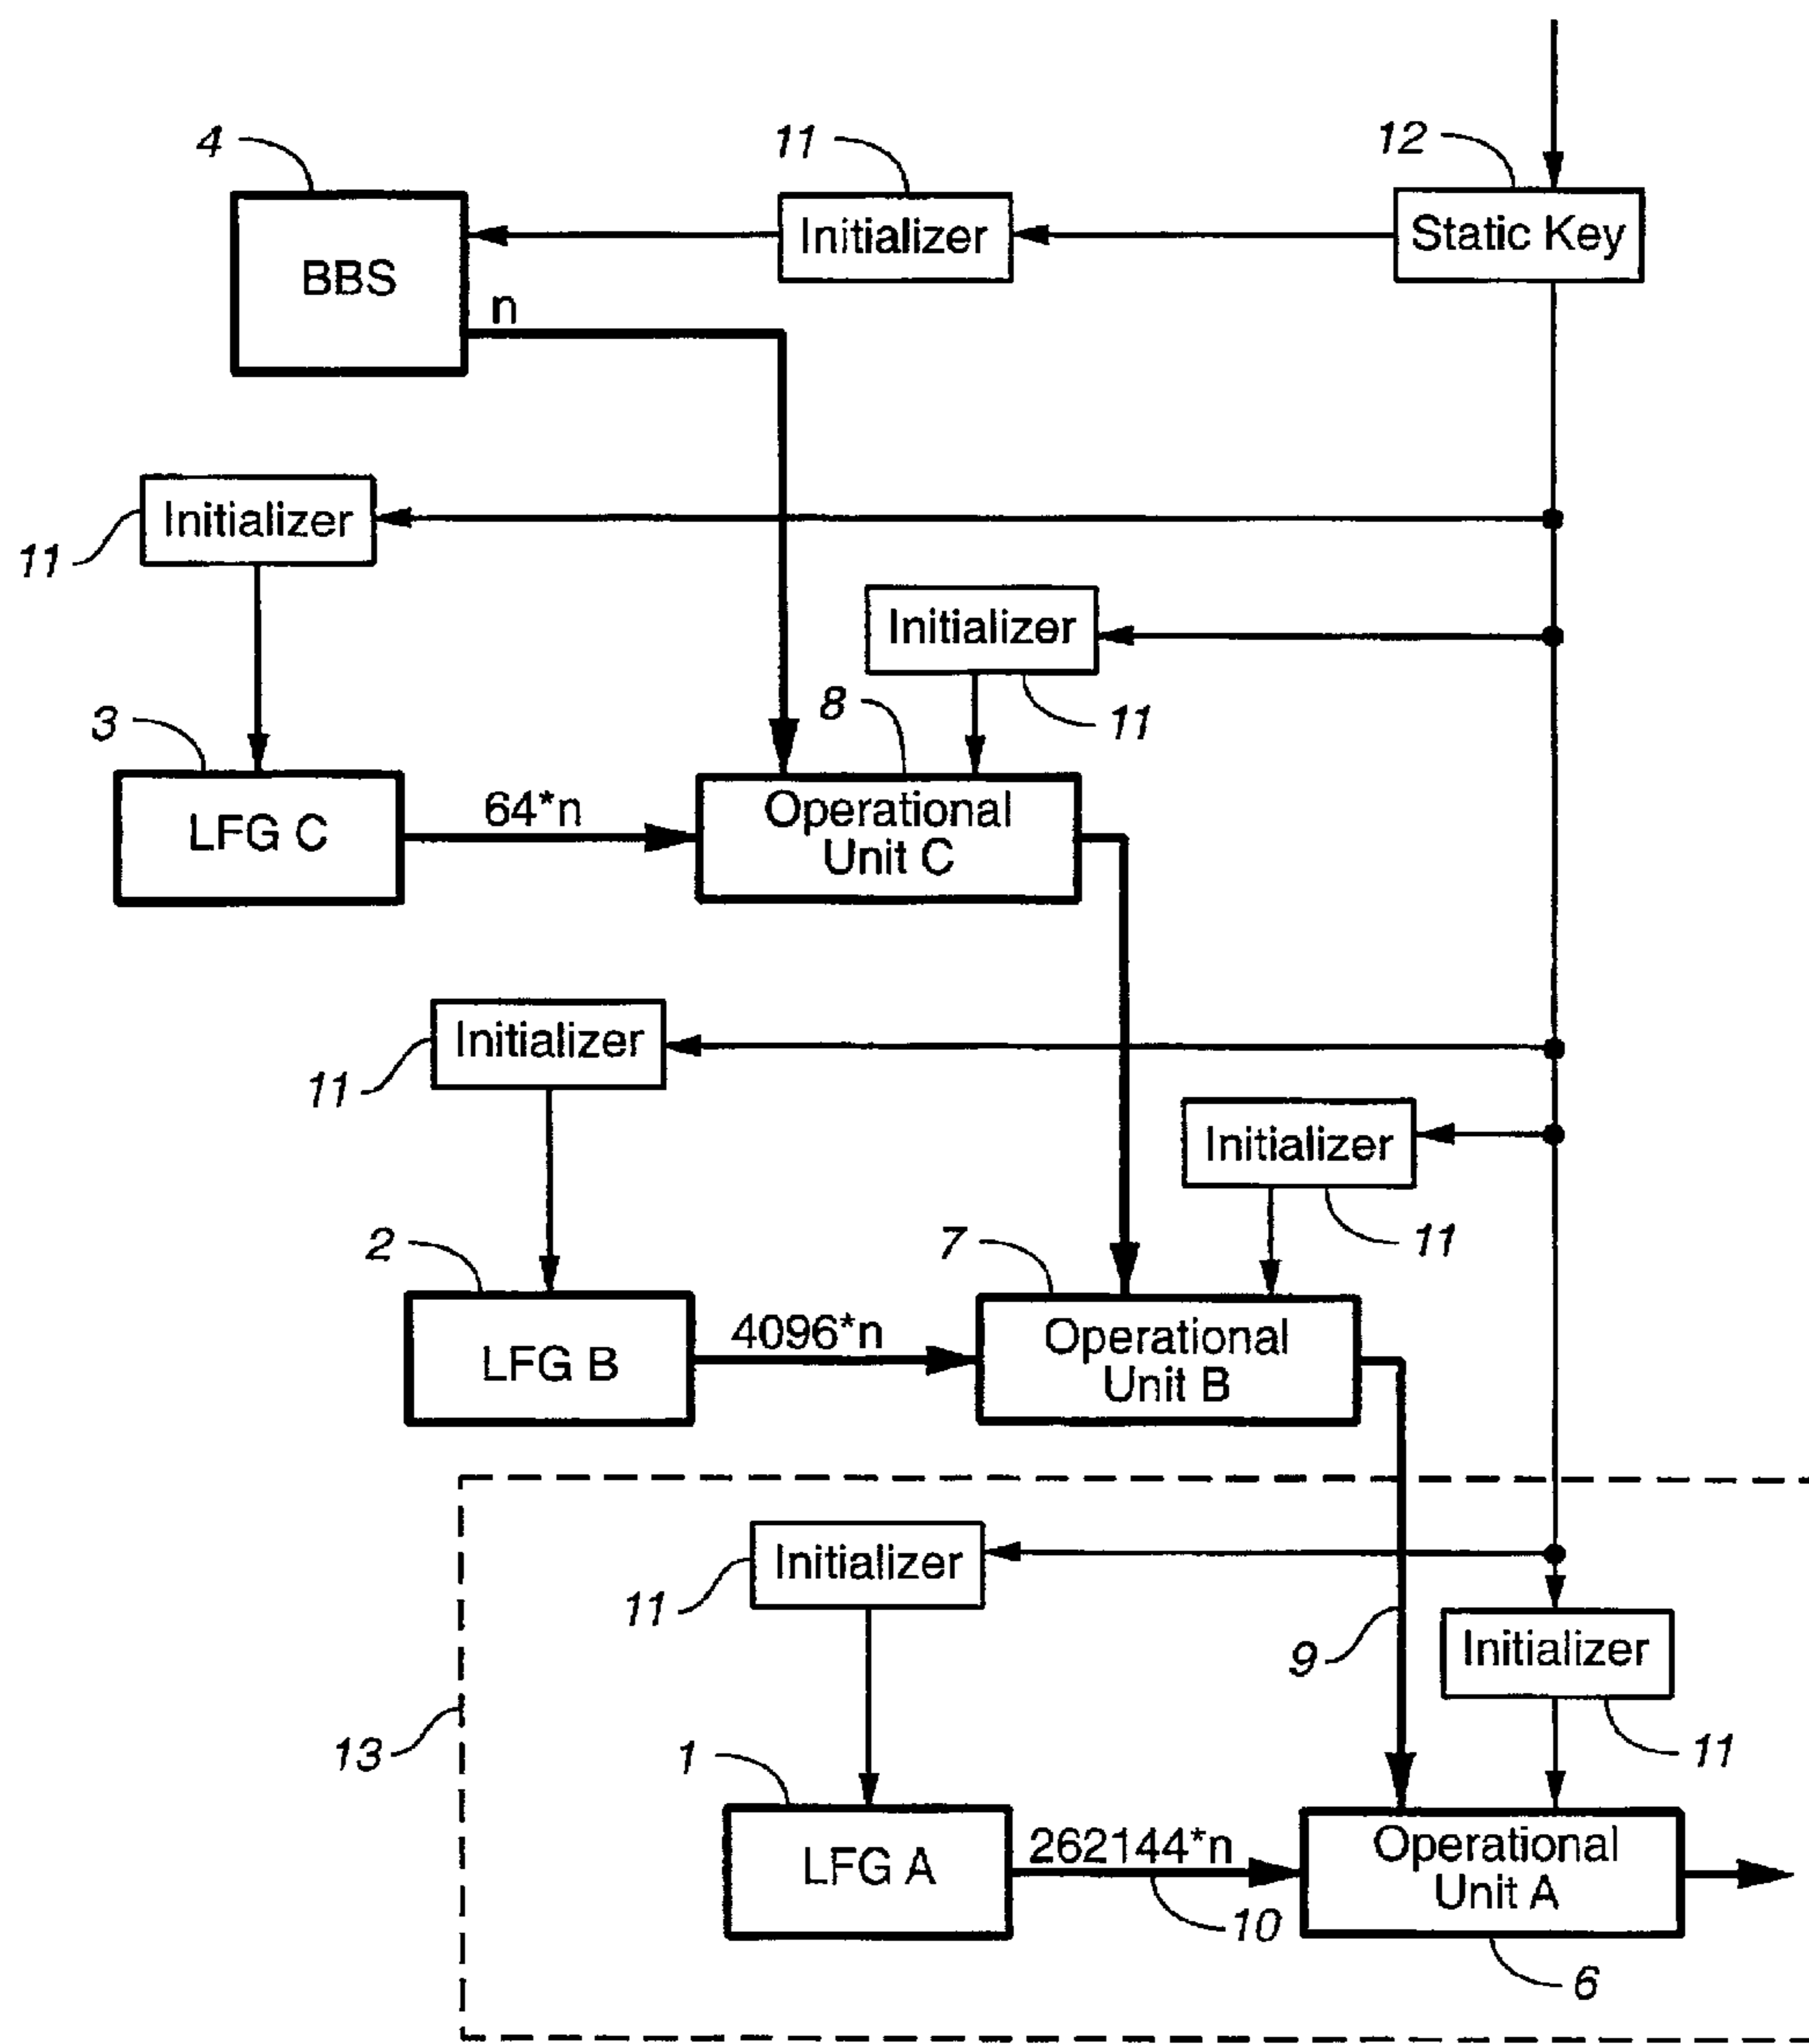 4
11
12
Initializer
Static Key
BBS
n
Initializer
11
Initializer
8
11
3
64*n
LFG C
Operational
Unit C
Initializer
11
Initializer
11
2
7
4096*n
LFG B
Operational
Unit B
Initializer
11
9
Initializer
11
13
1
262144*n
LFG A
Operational
Unit A
10
6